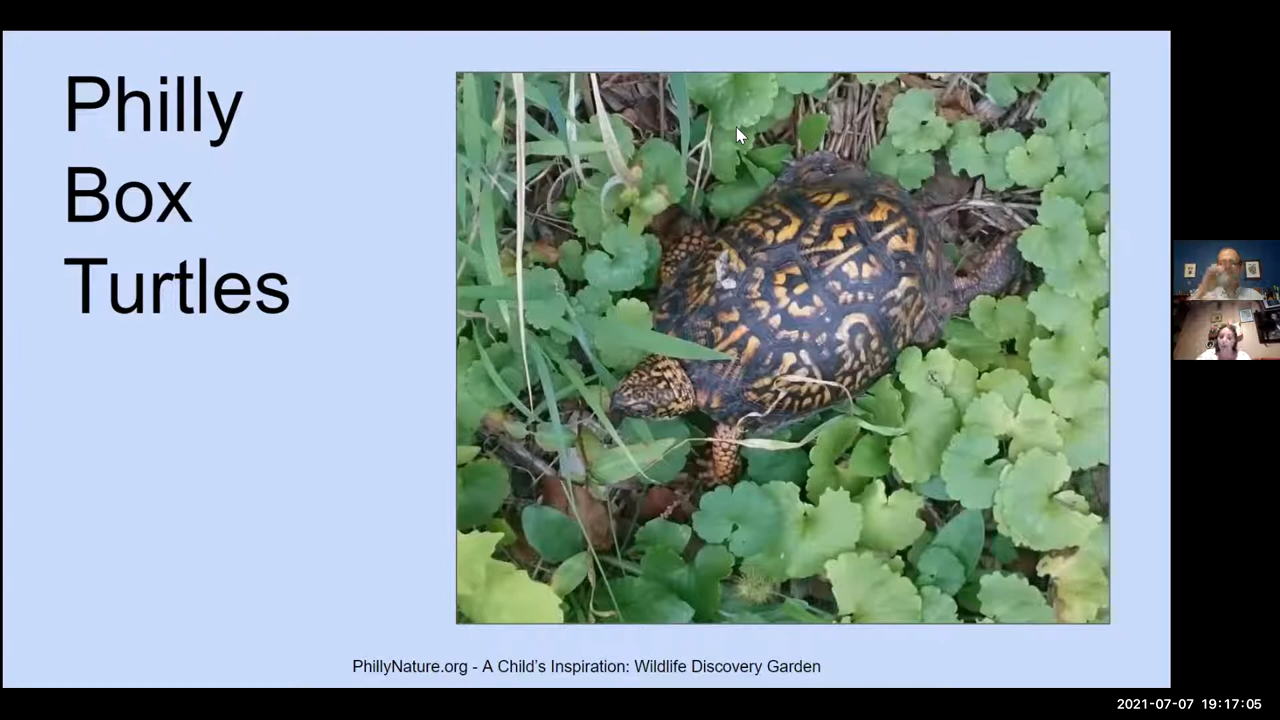 Philly
Box
Turtles
PhillyNature.org - A Child's Inspiration: Wildlife Discovery Garden
2021-07-07 19:17:05